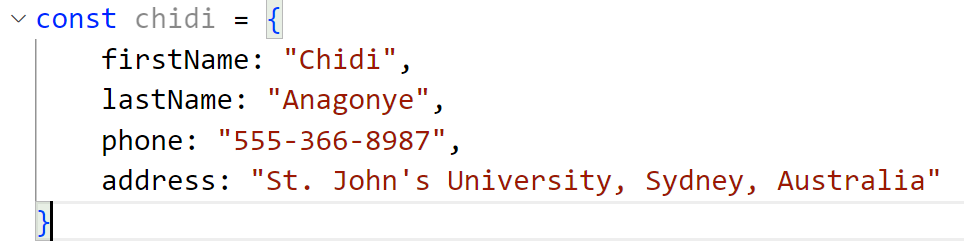 const chidi = {
    firstName: "Chidi",
    lastName: "Anagonye",
    phone: "555-366-8987",
    address: "St. John's University, Sydney, Australia"
}